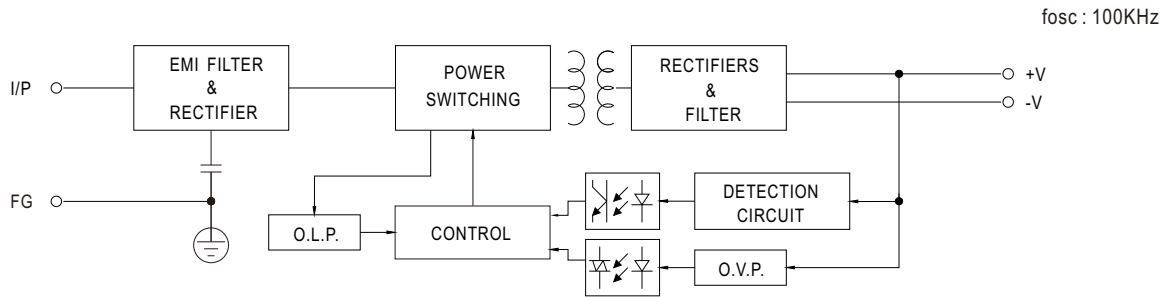 fosc : 100KHz
I/P
EMI FILTER
&
RECTIFIER
POWER
SWITCHING
RECTIFIERS
&
FILTER
+V
-V
FG
O.L.P.
CONTROL
DETECTION
CIRCUIT
O.V.P.